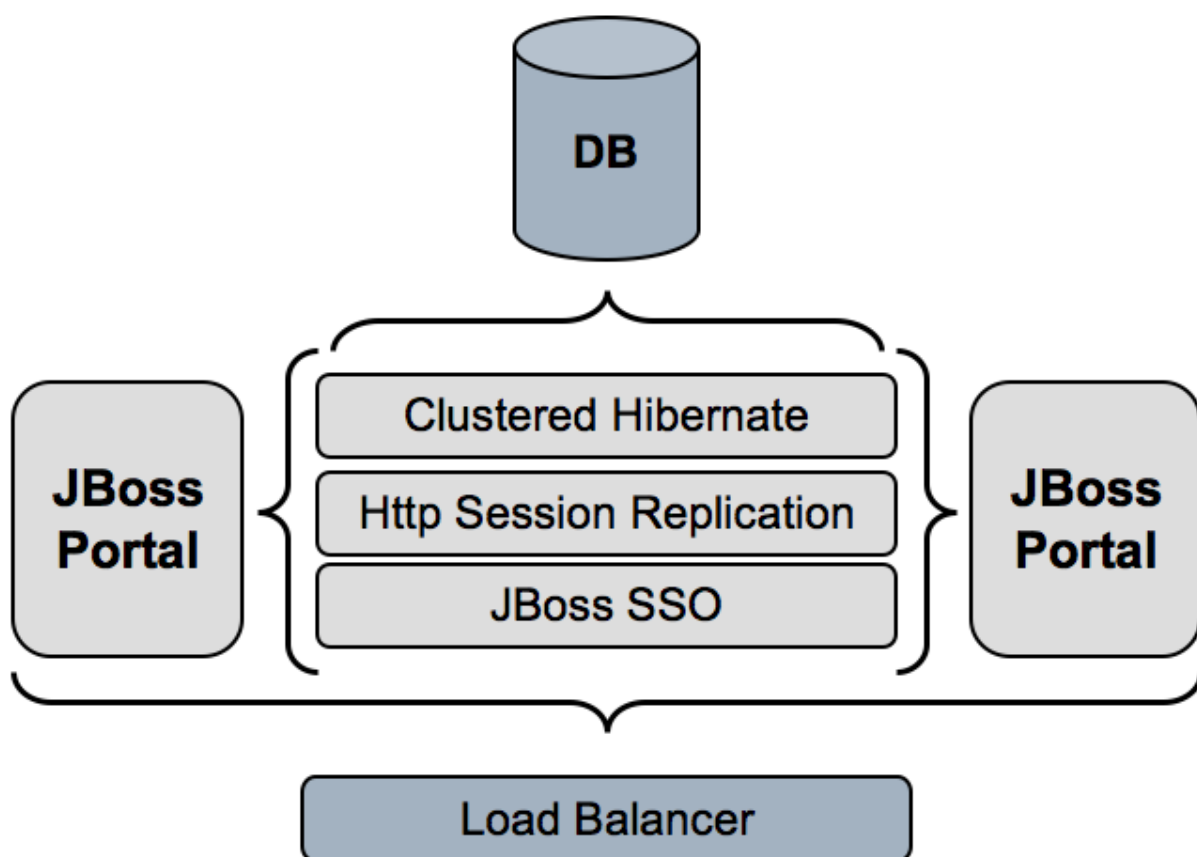 DB
Clustered Hibernate
JBoss
Portal
Http Session Replication
JBoss
Portal
JBoss SSO
Load Balancer